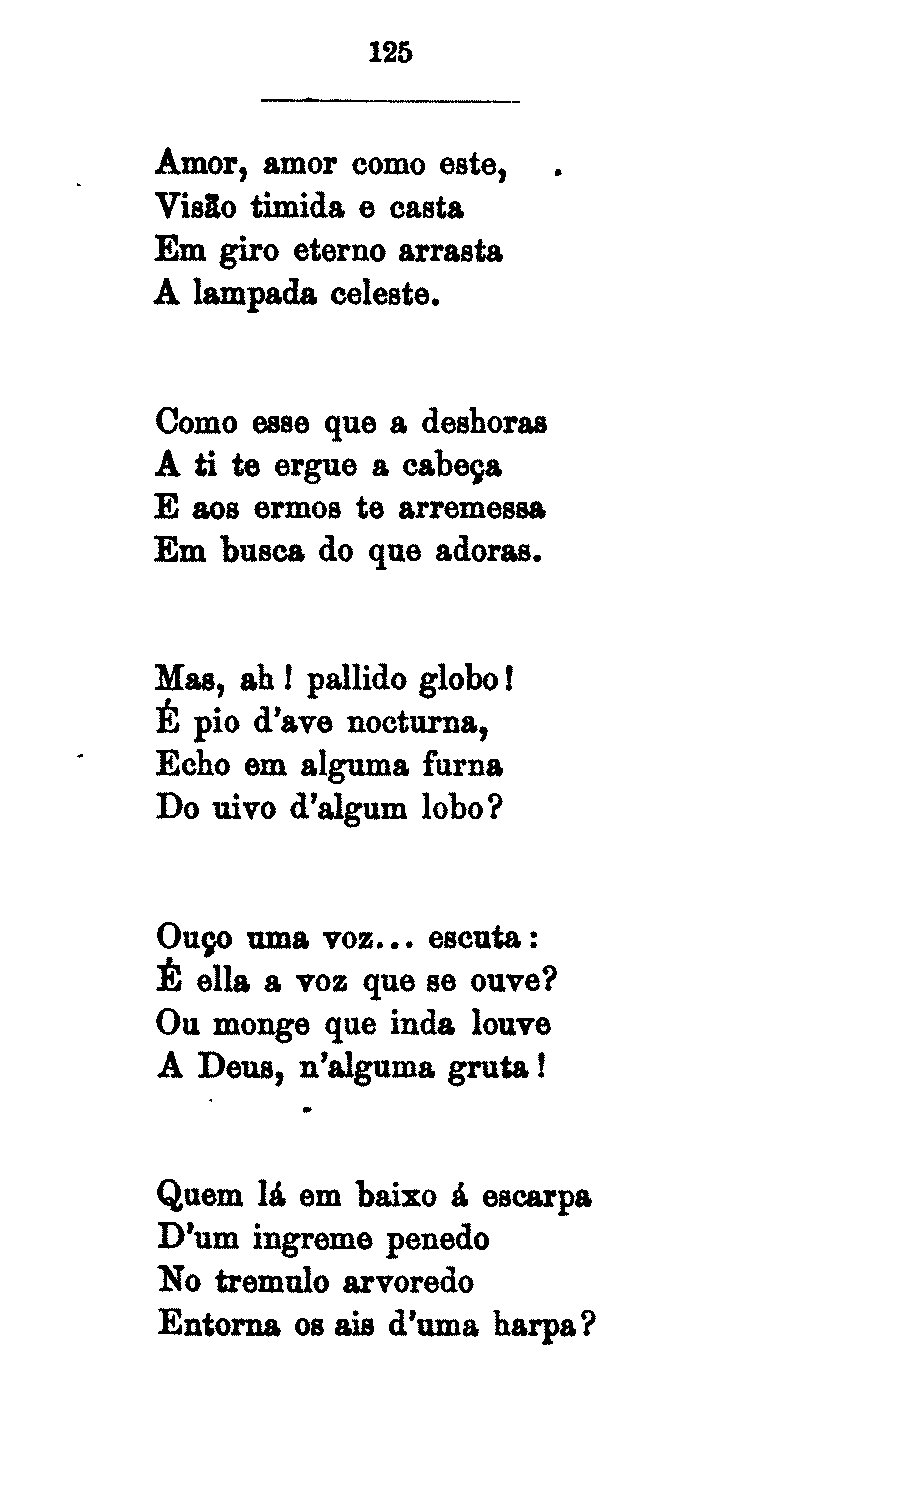 125
Amor, amor como este,
Visão timida e casta
Em giro eterno arrasta
A lampada celeste.
Como esse que a deshoras
A ti te ergue a cabeça
E aos ermos te arremessa
Em busca do que adoras.
Mas, ah! pallido globo!
É pio d'ave nocturna,
Echo em alguma furna
Do uivo d'algum lobo?
Ouço uma voz... escuta:
É ella a voz que se ouve?
Ou monge que inda louve
A Deus, n'alguma gruta!
Quem lá em baixo á escarpa
D'um ingreme penedo
No tremulo arvoredo
Entorna os ais d'uma harpa?